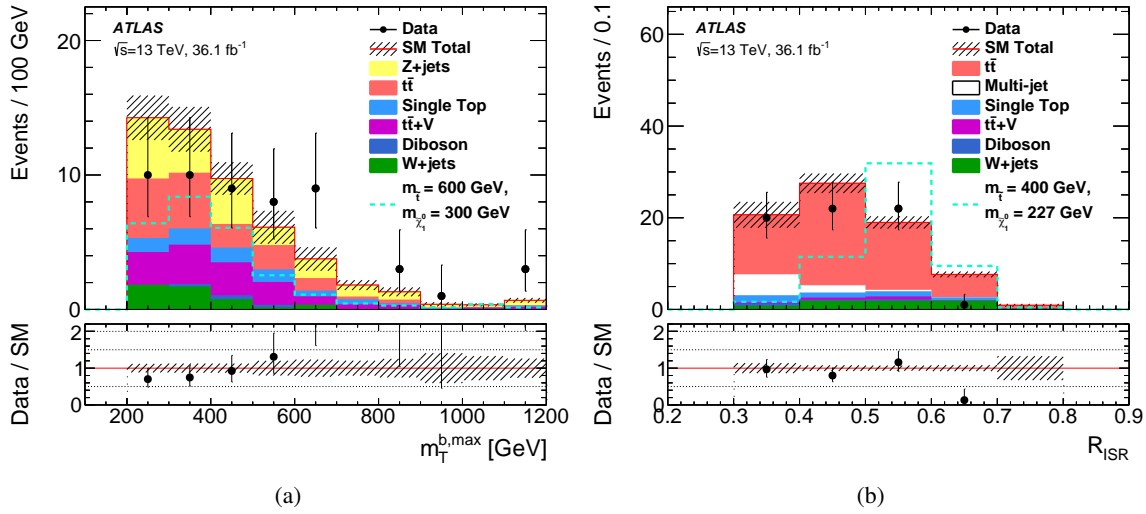 ATLAS
√s=13 TeV, 36.1 fb⁻¹
Events / 100 GeV
20
10
0
Data
SM Total
Z+jets
tt̄
Single Top
tt̄+V
Diboson
W+jets
m_t̃ = 600 GeV,
m_χ̃⁰₁ = 300 GeV
Data / SM
2
1
0
200 400 600 800 1000 1200
m_T^{b,max} [GeV]
(a)
ATLAS
√s=13 TeV, 36.1 fb⁻¹
Events / 0.1
60
40
20
0
Data
SM Total
tt̄
Multi-jet
Single Top
tt̄+V
Diboson
W+jets
m_t̃ = 400 GeV,
m_χ̃⁰₁ = 227 GeV
Data / SM
2
1
0
0.2 0.3 0.4 0.5 0.6 0.7 0.8 0.9
R_ISR
(b)